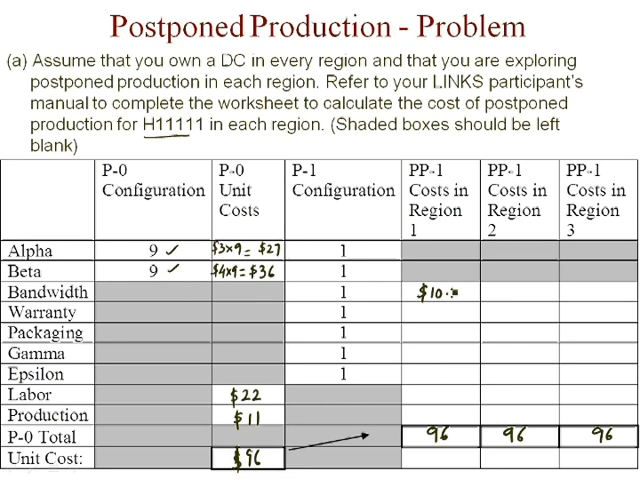 Postponed Production - Problem
(a) Assume that you own a DC in every region and that you are exploring
postponed production in each region. Refer to your LINKS participant's
manual to complete the worksheet to calculate the cost of postponed
production for H11111 in each region. (Shaded boxes should be left
blank)
P-0 Configuration P-0 Unit Costs P-1 Configuration PP-1 Costs in Region 1 PP-1 Costs in Region 2 PP-1 Costs in Region 3
Alpha 9 ✓ $3×9 = $27 1
Beta 9 ✓ $4×9 = $36 1
Bandwidth 1 $10.
Warranty 1
Packaging 1
Gamma 1
Epsilon 1
Labor $22
Production $11
P-0 Total 96 96 96
Unit Cost: $96